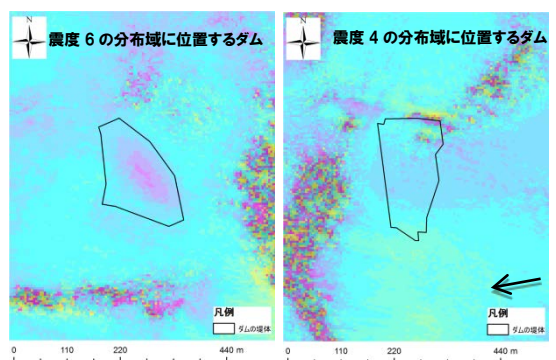 震度 6 の分布域に位置するダム
凡例
ダムの堤体
0 110 220 440 m
震度 4 の分布域に位置するダム
凡例
ダムの堤体
0 110 220 440 m